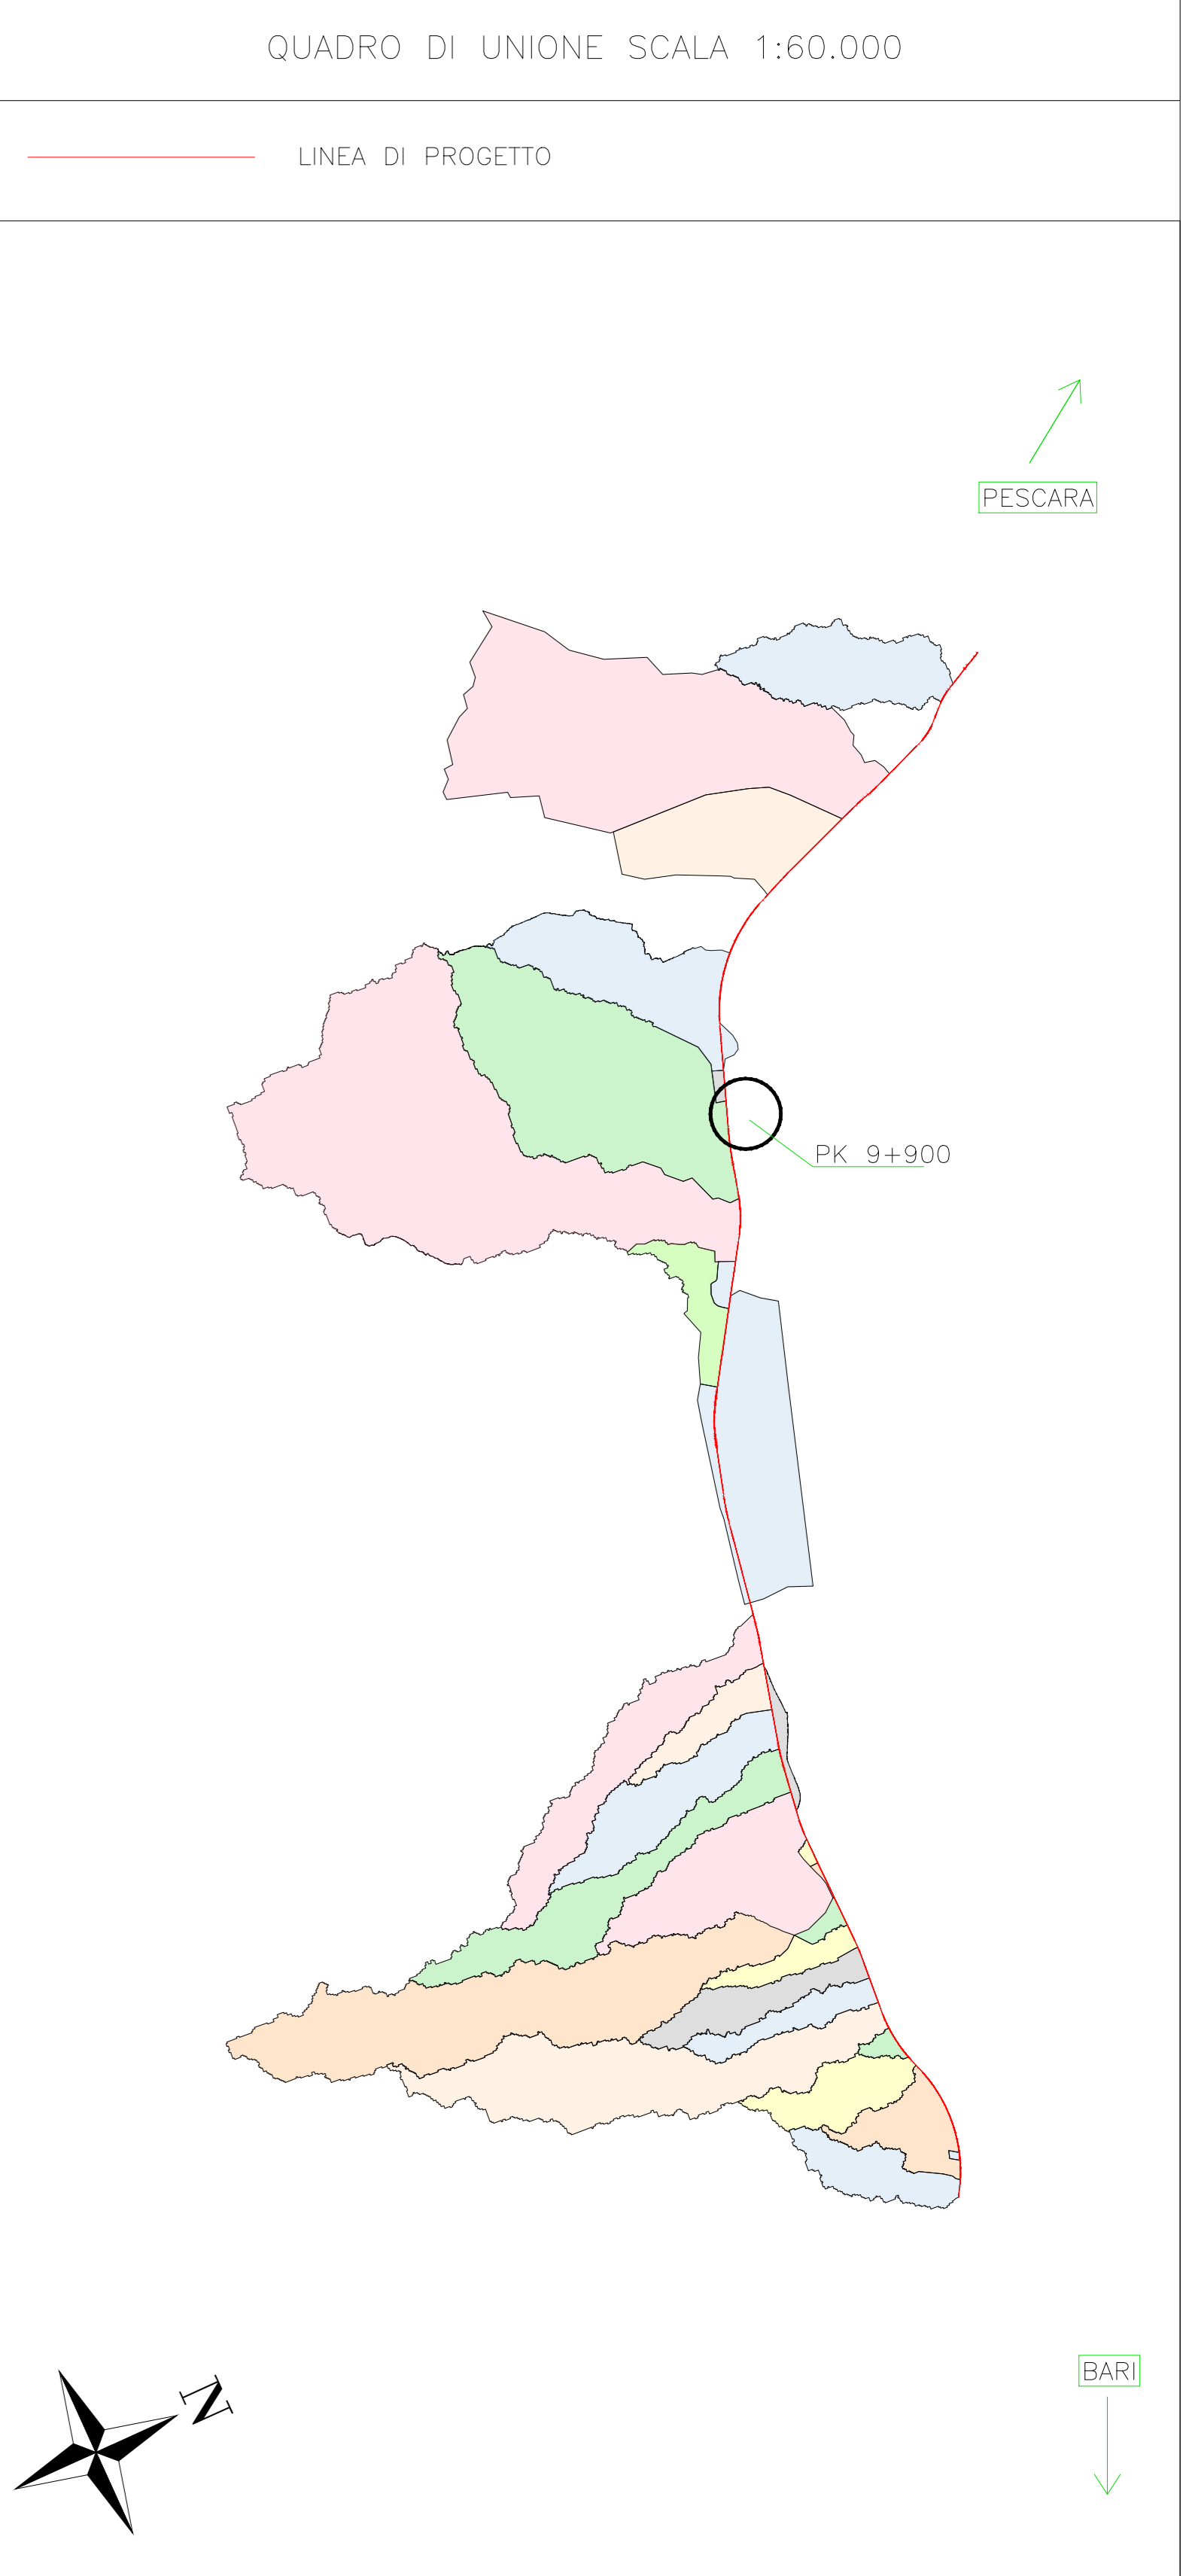 QUADRO DI UNIONE SCALA 1:60.000
LINEA DI PROGETTO
PESCARA
PK 9+900
BARI
N